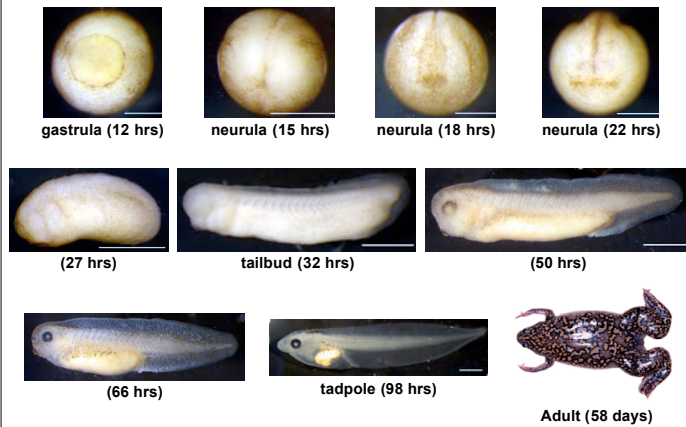 gastrula (12 hrs)
neurula (15 hrs)
neurula (18 hrs)
neurula (22 hrs)
(27 hrs)
tailbud (32 hrs)
(50 hrs)
(66 hrs)
tadpole (98 hrs)
Adult (58 days)